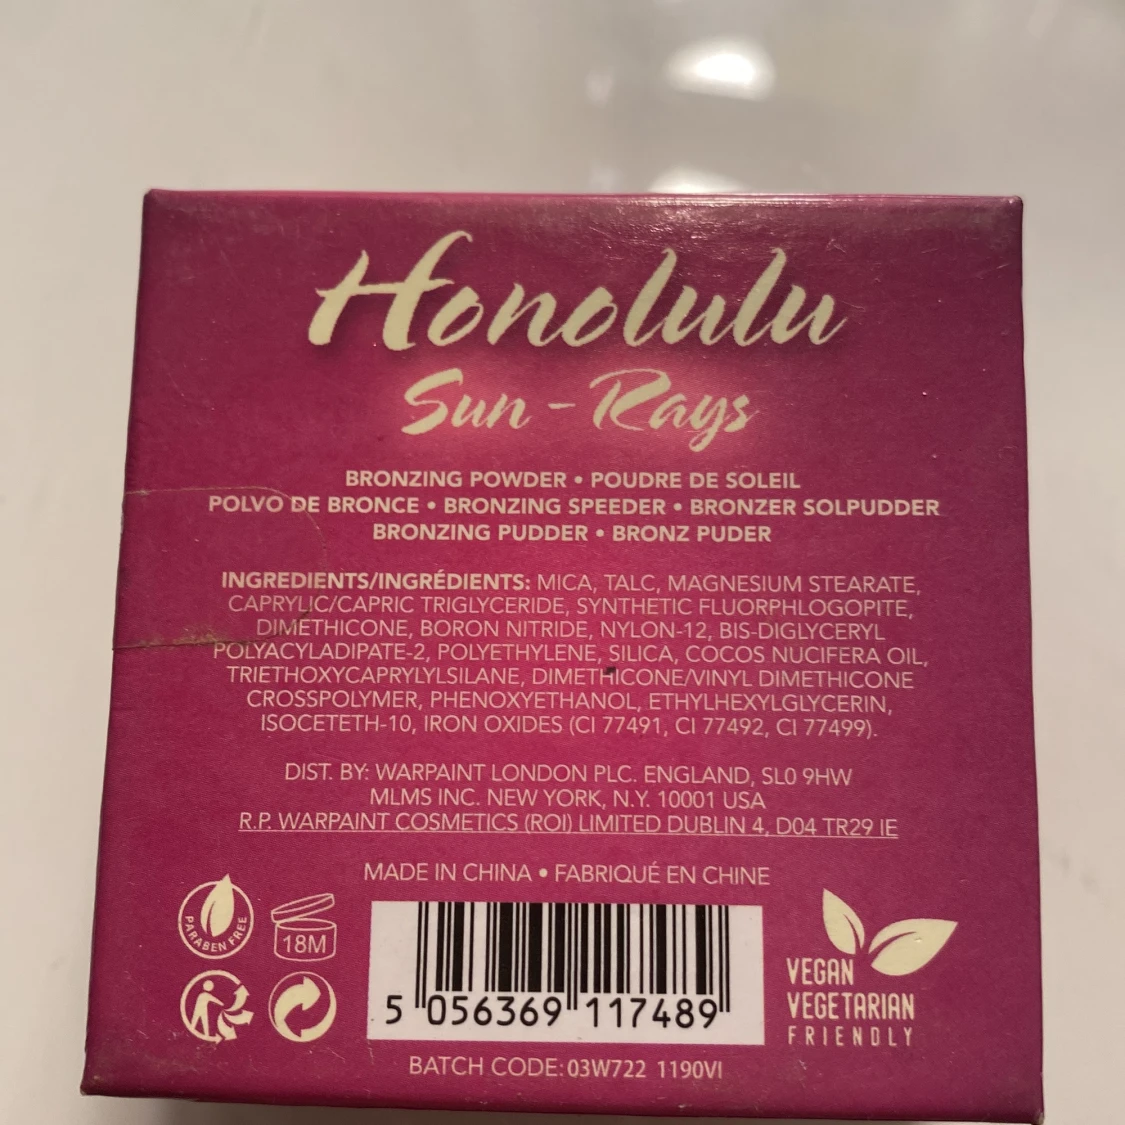 Honolulu
Sun-Rays
BRONZING POWDER • POUDRE DE SOLEIL
POLVO DE BRONCE • BRONZING SPEEDER • BRONZER SOLPUDDER
BRONZING PUDDER • BRONZ PUDER
INGREDIENTS/INGRÉDIENTS: MICA, TALC, MAGNESIUM STEARATE,
CAPRYLIC/CAPRIC TRIGLYCERIDE, SYNTHETIC FLUORPHLOGOPITE,
DIMETHICONE, BORON NITRIDE, NYLON-12, BIS-DIGLYCERYL
POLYACYLADIPATE-2, POLYETHYLENE, SILICA, COCOS NUCIFERA OIL,
TRIETHOXYCAPRYLYLSILANE, DIMETHICONE/VINYL DIMETHICONE
CROSSPOLYMER, PHENOXYETHANOL, ETHYLHEXYLGLYCERIN,
ISOCETETH-10, IRON OXIDES (CI 77491, CI 77492, CI 77499).
DIST. BY: WARPAINT LONDON PLC. ENGLAND, SL0 9HW
MLMS INC. NEW YORK, N.Y. 10001 USA
R.P. WARPAINT COSMETICS (ROI) LIMITED DUBLIN 4, D04 TR29 IE
MADE IN CHINA • FABRIQUÉ EN CHINE
PARABEN FREE
18M
5 056369 117489
VEGAN
VEGETARIAN
FRIENDLY
BATCH CODE: 03W722 1190VI